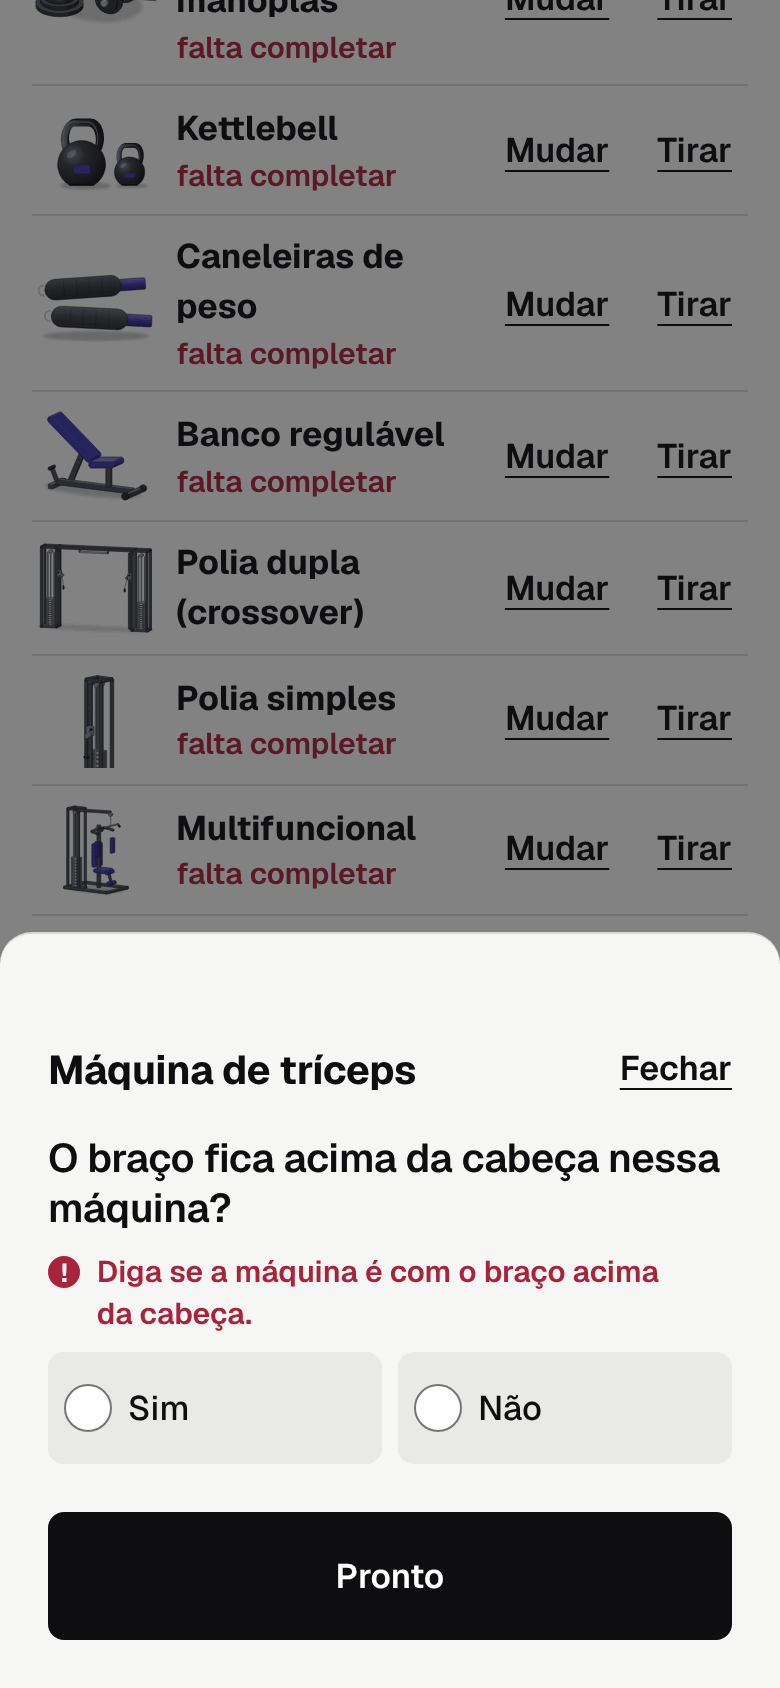 manoplas
Mudar
Tirar
falta completar
Kettlebell
falta completar
Mudar
Tirar
Caneleiras de
peso
falta completar
Mudar
Tirar
Banco regulável
falta completar
Mudar
Tirar
Polia dupla
(crossover)
Mudar
Tirar
Polia simples
falta completar
Mudar
Tirar
Multifuncional
falta completar
Mudar
Tirar
Máquina de tríceps
Fechar
O braço fica acima da cabeça nessa
máquina?
Diga se a máquina é com o braço acima
da cabeça.
Sim
Não
Pronto